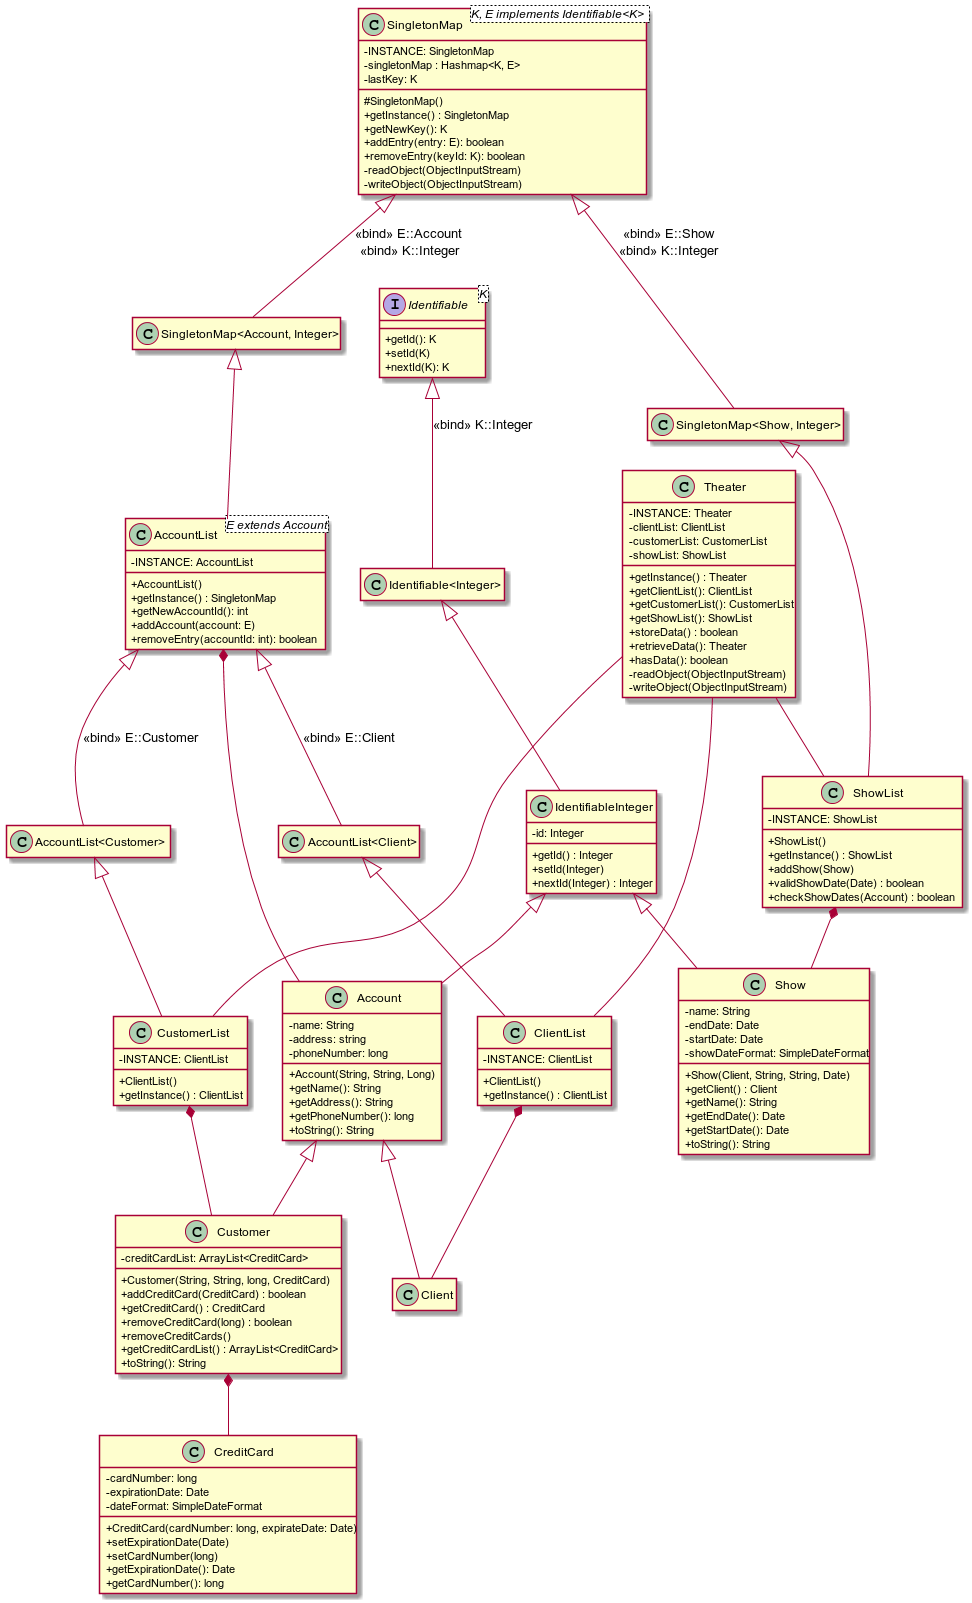 K, E implements Identifiable<K>
C SingletonMap
-INSTANCE: SingletonMap
-singletonMap : Hashmap<K, E>
-lastKey: K
#SingletonMap()
+getInstance() : SingletonMap
+getNewKey(): K
+addEntry(entry: E): boolean
+removeEntry(keyId: K): boolean
-readObject(ObjectInputStream)
-writeObject(ObjectInputStream)
«bind» E::Account
«bind» K::Integer
«bind» E::Show
«bind» K::Integer
C SingletonMap<Account, Integer>
K
I Identifiable
+getId(): K
+setId(K)
+nextId(K): K
«bind» K::Integer
C SingletonMap<Show, Integer>
C Theater
-INSTANCE: Theater
-clientList: ClientList
-customerList: CustomerList
-showList: ShowList
+getInstance() : Theater
+getClientList(): ClientList
+getCustomerList(): CustomerList
+getShowList(): ShowList
+storeData() : boolean
+retrieveData(): Theater
+hasData(): boolean
-readObject(ObjectInputStream)
-writeObject(ObjectInputStream)
E extends Account
C AccountList
-INSTANCE: AccountList
+AccountList()
+getInstance() : SingletonMap
+getNewAccountId(): int
+addAccount(account: E)
+removeEntry(accountId: int): boolean
C Identifiable<Integer>
«bind» E::Customer
«bind» E::Client
C AccountList<Customer>
C AccountList<Client>
C IdentifiableInteger
-id: Integer
+getId() : Integer
+setId(Integer)
+nextId(Integer) : Integer
C ShowList
-INSTANCE: ShowList
+ShowList()
+getInstance() : ShowList
+addShow(Show)
+validShowDate(Date) : boolean
+checkShowDates(Account) : boolean
C CustomerList
-INSTANCE: ClientList
+ClientList()
+getInstance() : ClientList
C Account
-name: String
-address: string
-phoneNumber: long
+Account(String, String, Long)
+getName(): String
+getAddress(): String
+getPhoneNumber(): long
+toString(): String
C ClientList
-INSTANCE: ClientList
+ClientList()
+getInstance() : ClientList
C Show
-name: String
-endDate: Date
-startDate: Date
-showDateFormat: SimpleDateFormat
+Show(Client, String, String, Date)
+getClient() : Client
+getName(): String
+getEndDate(): Date
+getStartDate(): Date
+toString(): String
C Customer
-creditCardList: ArrayList<CreditCard>
+Customer(String, String, long, CreditCard)
+addCreditCard(CreditCard) : boolean
+getCreditCard() : CreditCard
+removeCreditCard(long) : boolean
+removeCreditCards()
+getCreditCardList() : ArrayList<CreditCard>
+toString(): String
C Client
C CreditCard
-cardNumber: long
-expirationDate: Date
-dateFormat: SimpleDateFormat
+CreditCard(cardNumber: long, expirateDate: Date)
+setExpirationDate(Date)
+setCardNumber(long)
+getExpirationDate(): Date
+getCardNumber(): long